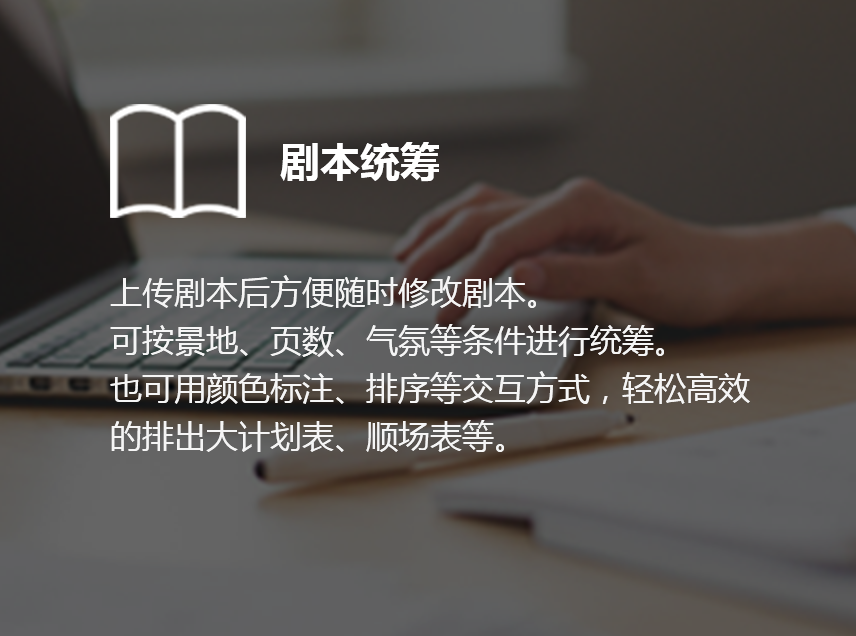 剧本统筹
上传剧本后方便随时修改剧本。
可按景地、页数、气氛等条件进行统筹。
也可用颜色标注、排序等交互方式，轻松高效
的排出大计划表、顺场表等。